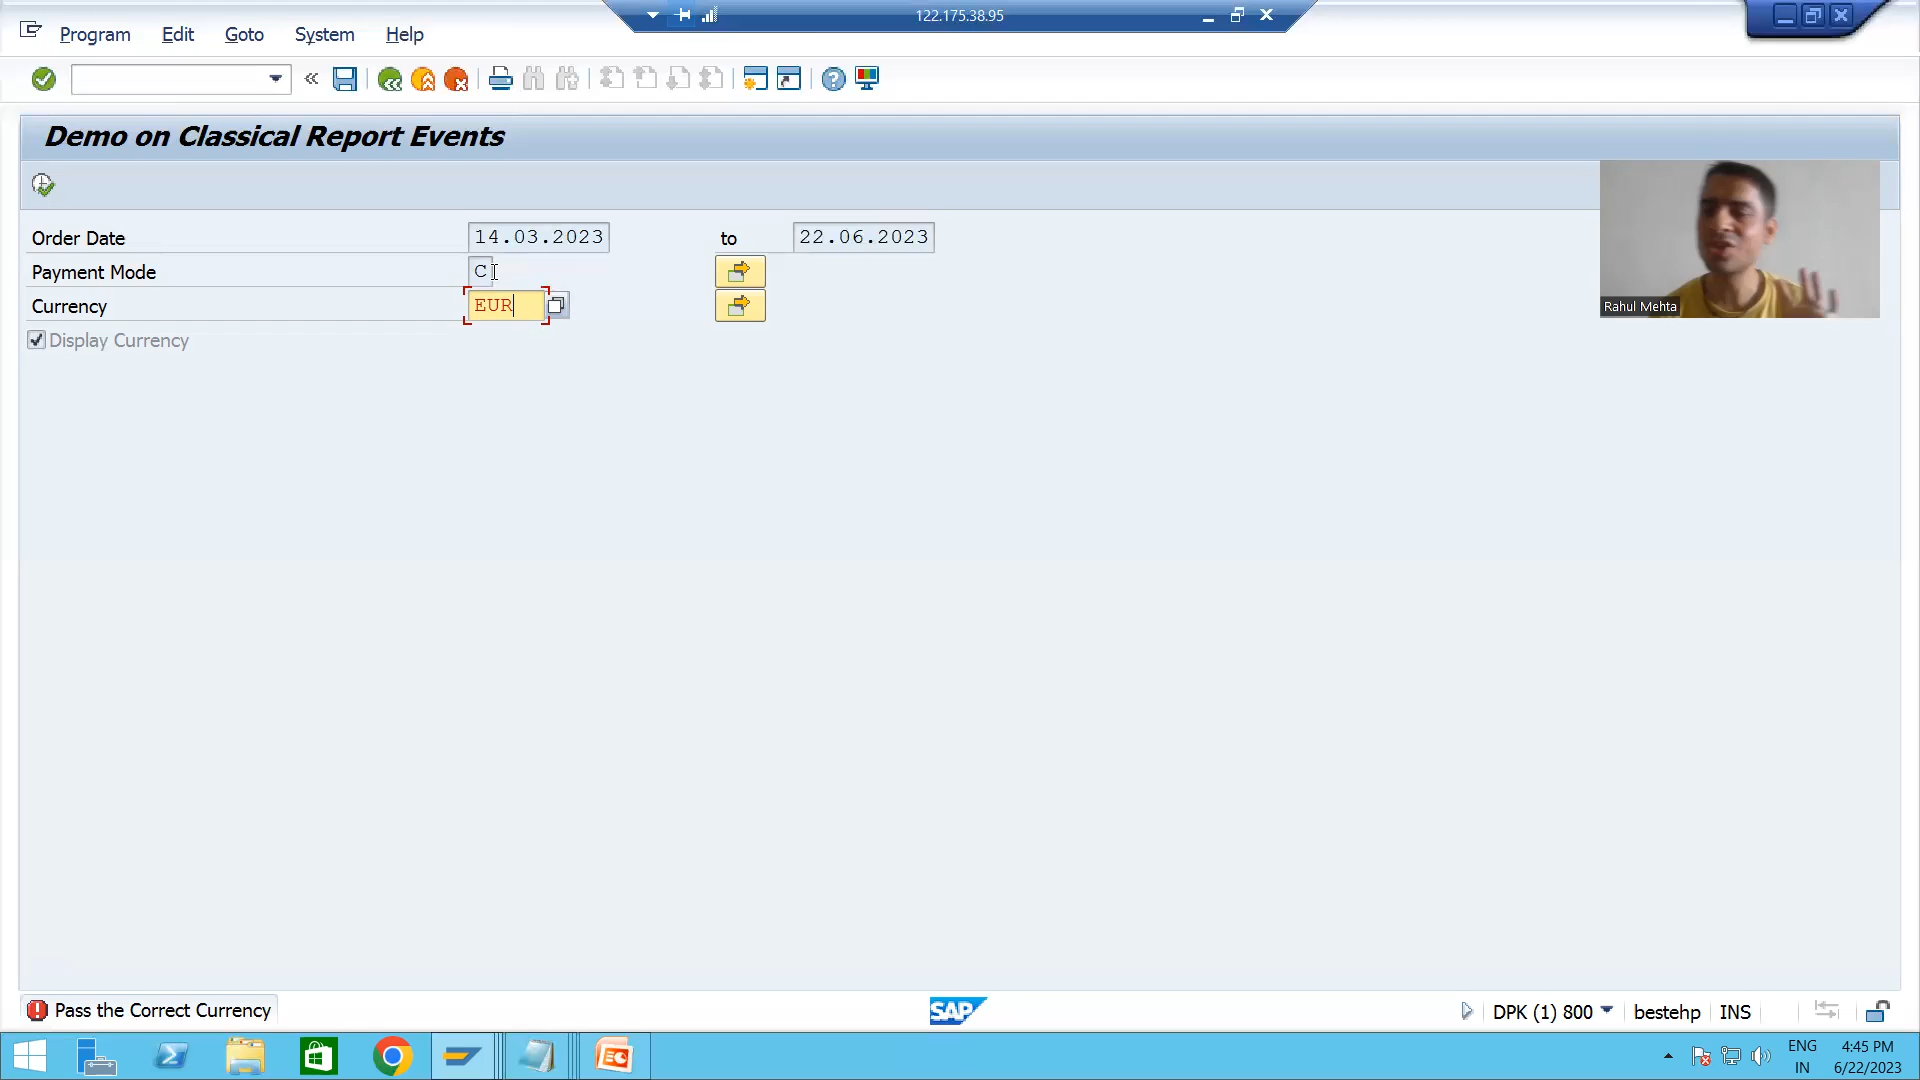 122.175.38.95
Program Edit Goto System Help
Demo on Classical Report Events
Order Date 14.03.2023 to 22.06.2023
Payment Mode C
Currency EUR
Display Currency
Rahul Mehta
Pass the Correct Currency
SAP
DPK (1) 800 bestehp INS
ENG 4:45 PM
IN 6/22/2023